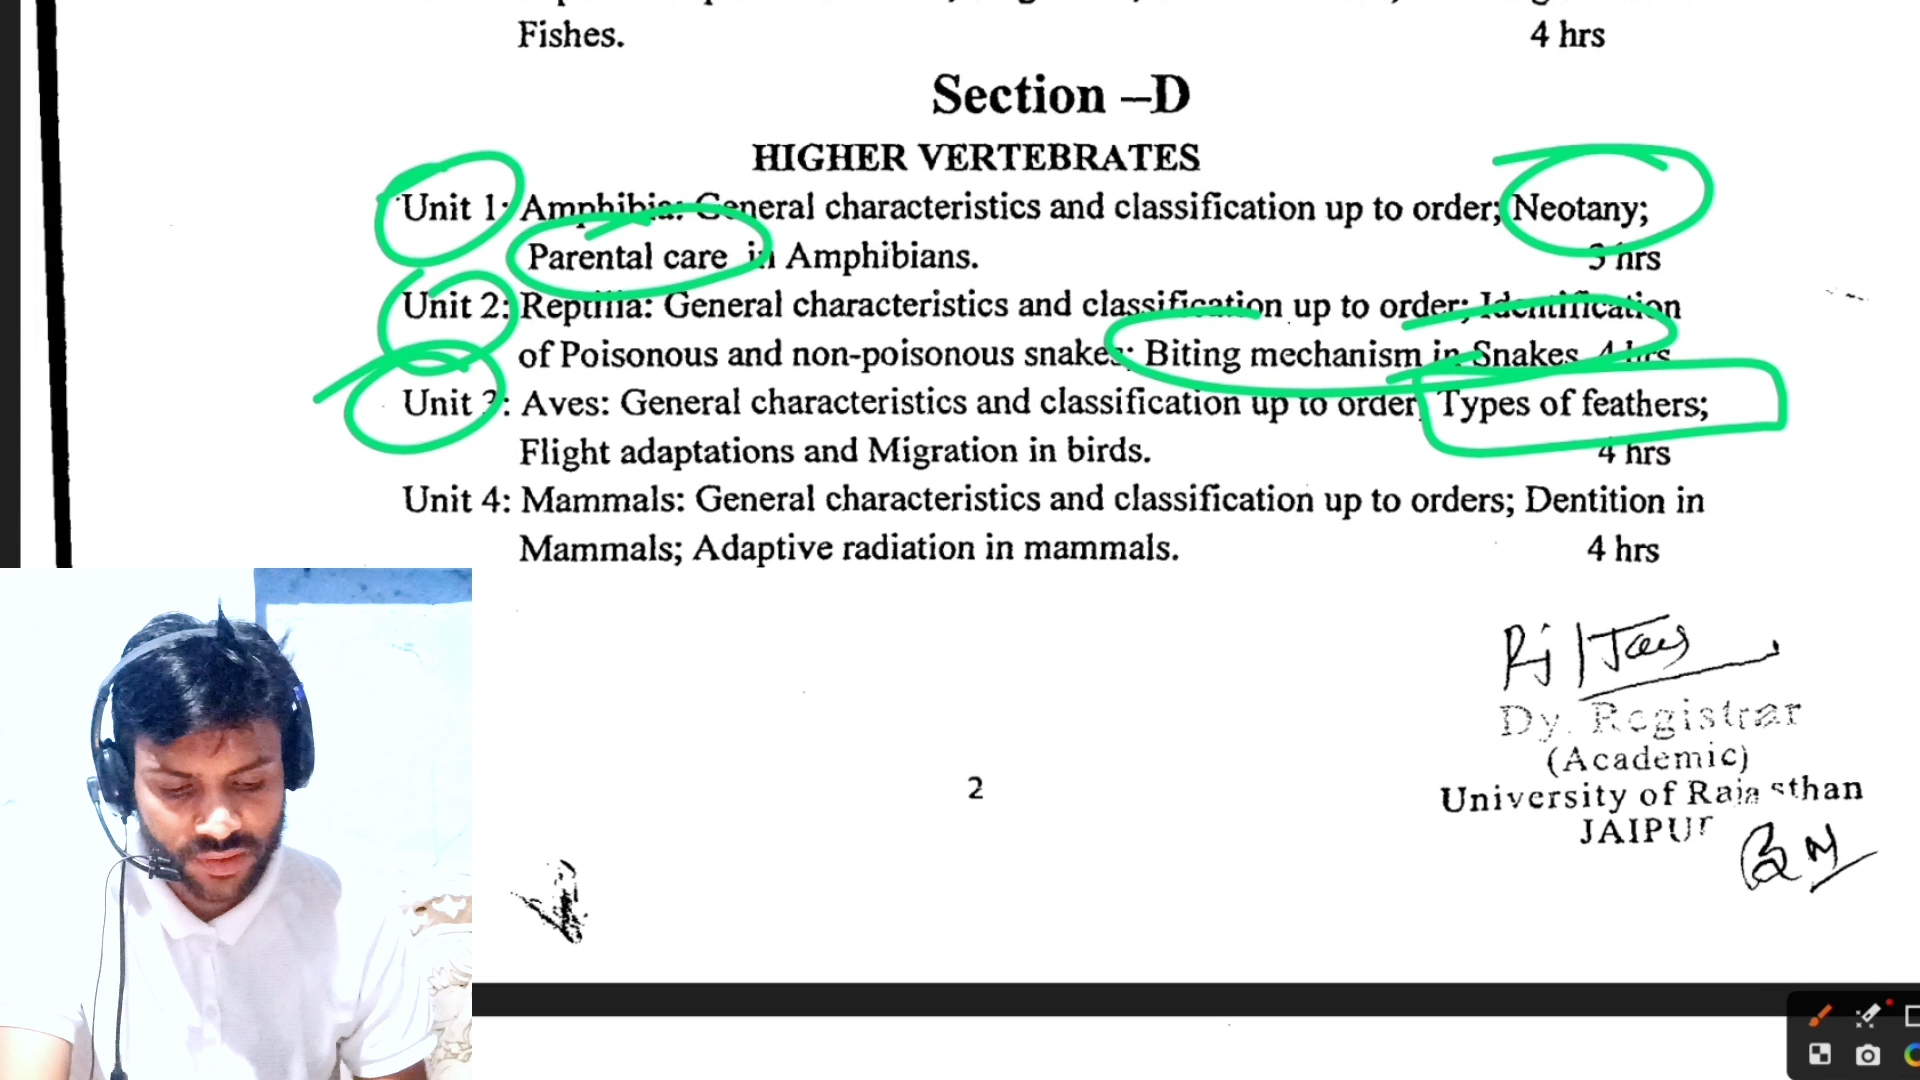 Fishes. 4 hrs
Section –D
HIGHER VERTEBRATES
Unit 1: Amphibia: General characteristics and classification up to order; Neotany;
Parental care in Amphibians. 3 hrs
Unit 2: Reptilia: General characteristics and classification up to order; Identification
of Poisonous and non-poisonous snakes; Biting mechanism in Snakes. 4 hrs
Unit 3: Aves: General characteristics and classification up to order; Types of feathers;
Flight adaptations and Migration in birds. 4 hrs
Unit 4: Mammals: General characteristics and classification up to orders; Dentition in
Mammals; Adaptive radiation in mammals. 4 hrs
Dy. Registrar
(Academic)
University of Rajasthan
JAIPUR
2